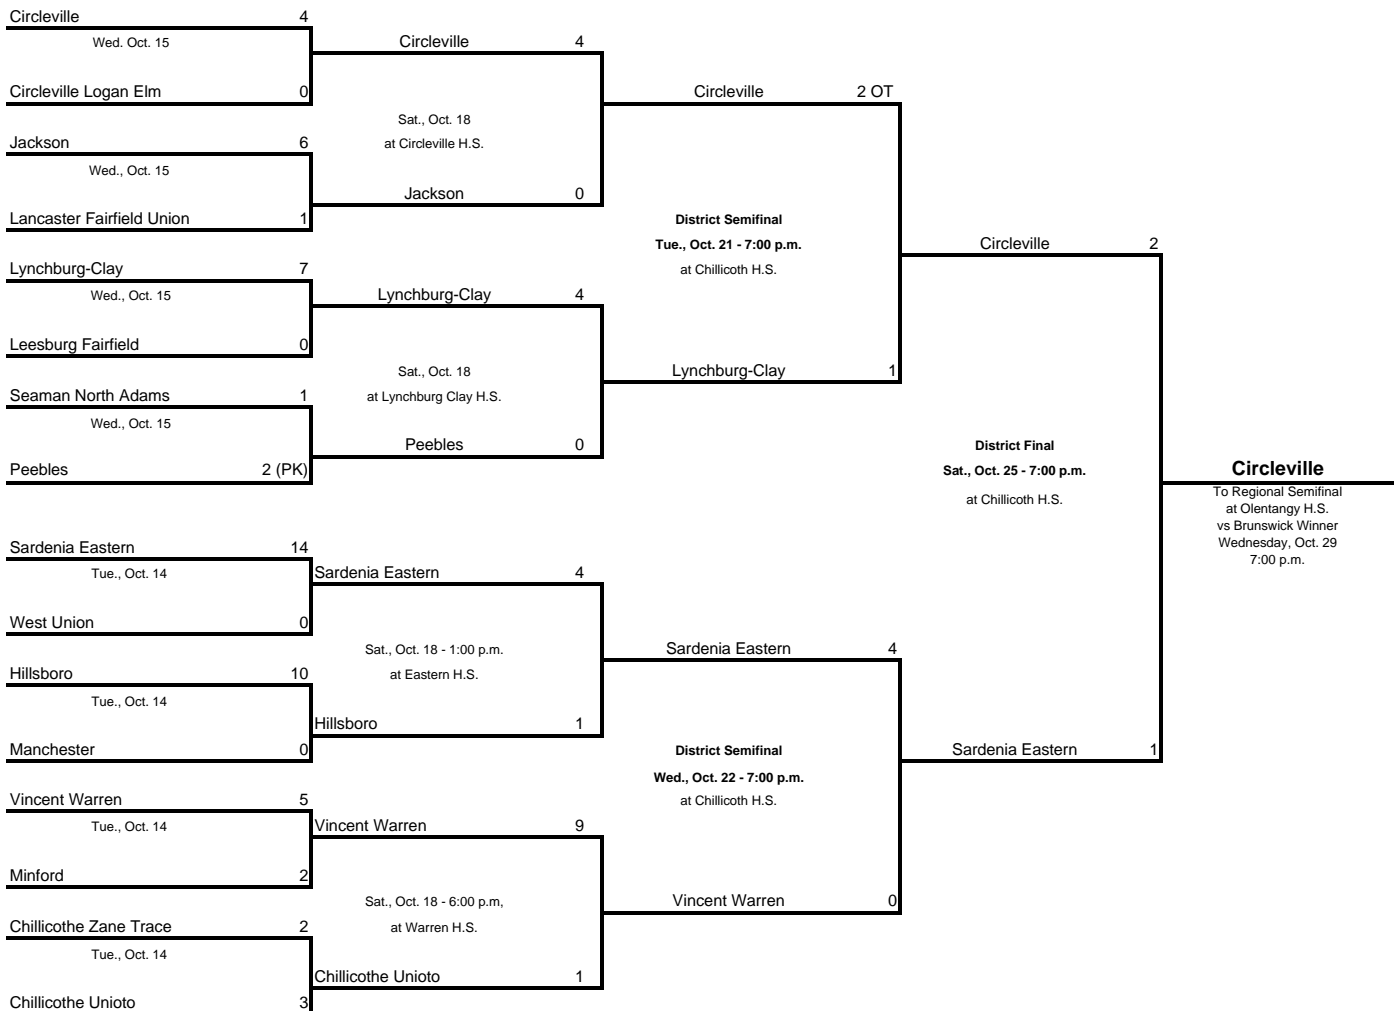 Circleville 4
Wed. Oct. 15
Circleville Logan Elm 0
Jackson 6
Wed., Oct. 15
Lancaster Fairfield Union 1
Lynchburg-Clay 7
Wed., Oct. 15
Leesburg Fairfield 0
Seaman North Adams 1
Wed., Oct. 15
Peebles 2 (PK)
Sardenia Eastern 14
Tue., Oct. 14
West Union 0
Hillsboro 10
Tue., Oct. 14
Manchester 0
Vincent Warren 5
Tue., Oct. 14
Minford 2
Chillicothe Zane Trace 2
Tue., Oct. 14
Chillicothe Unioto 3
Circleville 4
Sat., Oct. 18
at Circleville H.S.
Jackson 0
Lynchburg-Clay 4
Sat., Oct. 18
at Lynchburg Clay H.S.
Peebles 0
Sardenia Eastern 4
Sat., Oct. 18 - 1:00 p.m.
at Eastern H.S.
Hillsboro 1
Vincent Warren 9
Sat., Oct. 18 - 6:00 p.m,
at Warren H.S.
Chillicothe Unioto 1
Circleville 2 OT
District Semifinal
Tue., Oct. 21 - 7:00 p.m.
at Chillicoth H.S.
Lynchburg-Clay 1
Sardenia Eastern 4
District Semifinal
Wed., Oct. 22 - 7:00 p.m.
at Chillicoth H.S.
Vincent Warren 0
Circleville 2
District Final
Sat., Oct. 25 - 7:00 p.m.
at Chillicoth H.S.
Sardenia Eastern 1
Circleville
To Regional Semifinal
at Olentangy H.S.
vs Brunswick Winner
Wednesday, Oct. 29
7:00 p.m.